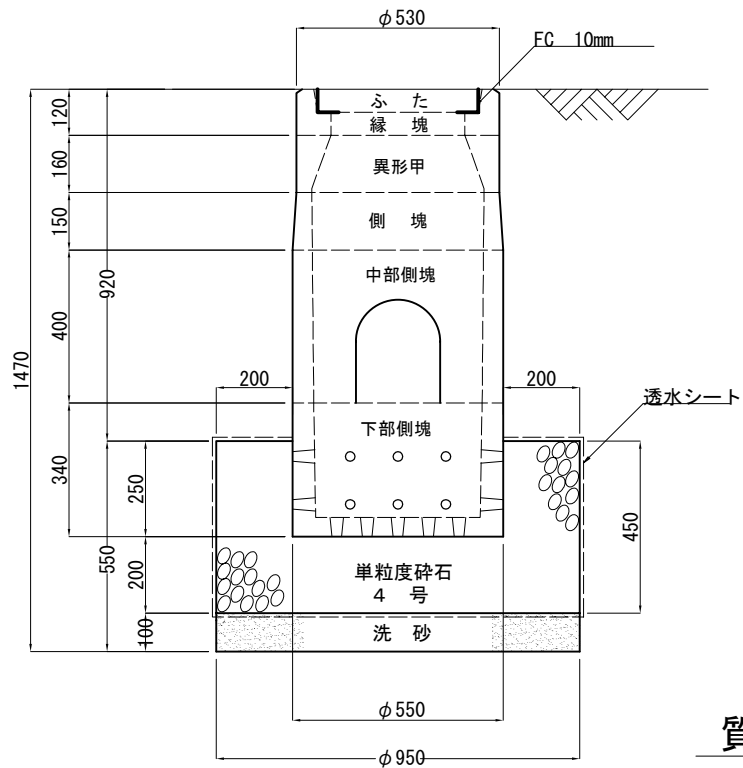 φ530
FC 10mm
ふ た
縁 塊
異形甲
側 塊
中部側塊
下部側塊
120
160
150
400
340
920
1470
200
200
透水シート
250
200
100
550
450
単粒度砕石
4 号
洗 砂
φ550
φ950
質